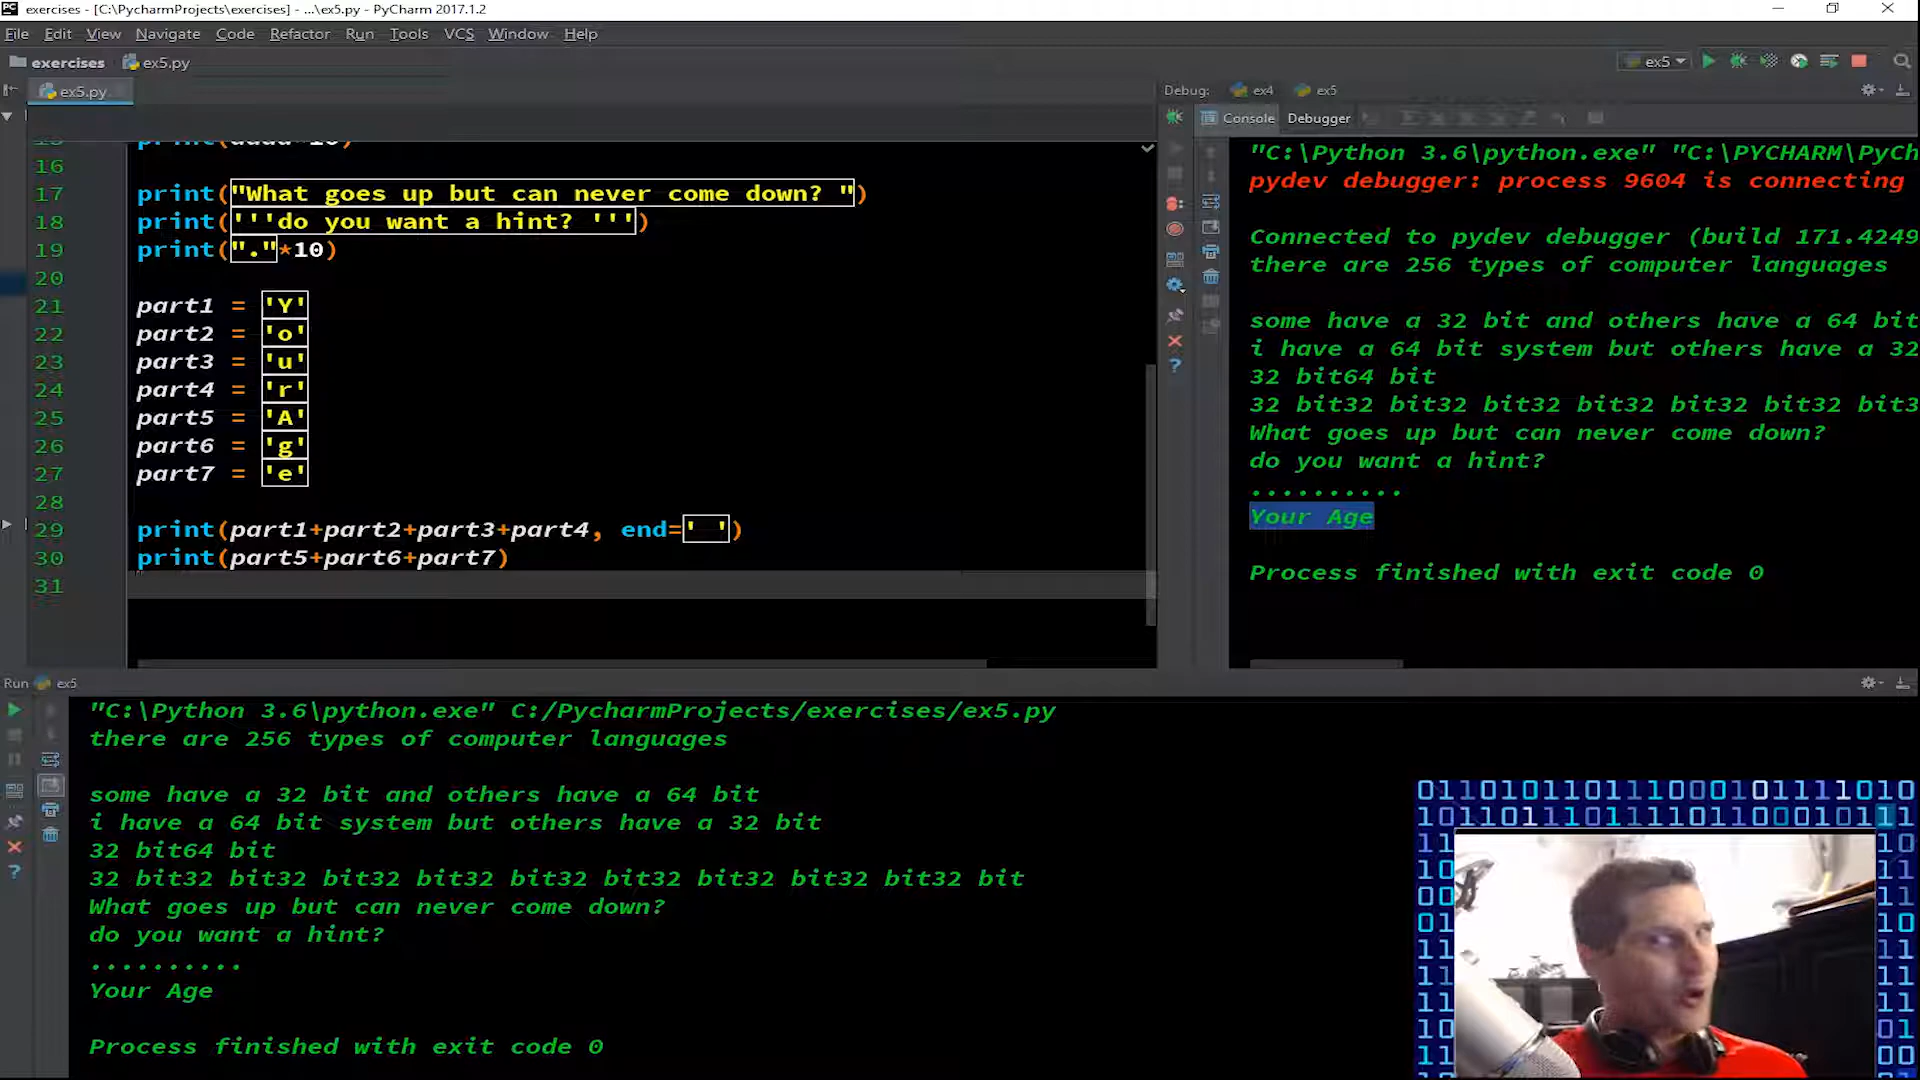 exercises - [C:\PycharmProjects\exercises] - ...\ex5.py - PyCharm 2017.1.2
File Edit View Navigate Code Refactor Run Tools VCS Window Help
exercises ex5.py
ex5
ex5.py
Debug: ex4 ex5
Console Debugger
16
17 print("What goes up but can never come down? ")
18 print('''do you want a hint? ''')
19 print("."*10)
20
21 part1 = 'Y'
22 part2 = 'o'
23 part3 = 'u'
24 part4 = 'r'
25 part5 = 'A'
26 part6 = 'g'
27 part7 = 'e'
28
29 print(part1+part2+part3+part4, end=' ')
30 print(part5+part6+part7)
31
"C:\Python 3.6\python.exe" "C:\PYCHARM\PyCh
pydev debugger: process 9604 is connecting
Connected to pydev debugger (build 171.4249
there are 256 types of computer languages
some have a 32 bit and others have a 64 bit
i have a 64 bit system but others have a 32
32 bit64 bit
32 bit32 bit32 bit32 bit32 bit32 bit32 bit32 bit3
What goes up but can never come down?
do you want a hint?
..........
Your Age
Process finished with exit code 0
Run ex5
"C:\Python 3.6\python.exe" C:/PycharmProjects/exercises/ex5.py
there are 256 types of computer languages
some have a 32 bit and others have a 64 bit
i have a 64 bit system but others have a 32 bit
32 bit64 bit
32 bit32 bit32 bit32 bit32 bit32 bit32 bit32 bit32 bit32 bit
What goes up but can never come down?
do you want a hint?
..........
Your Age
Process finished with exit code 0